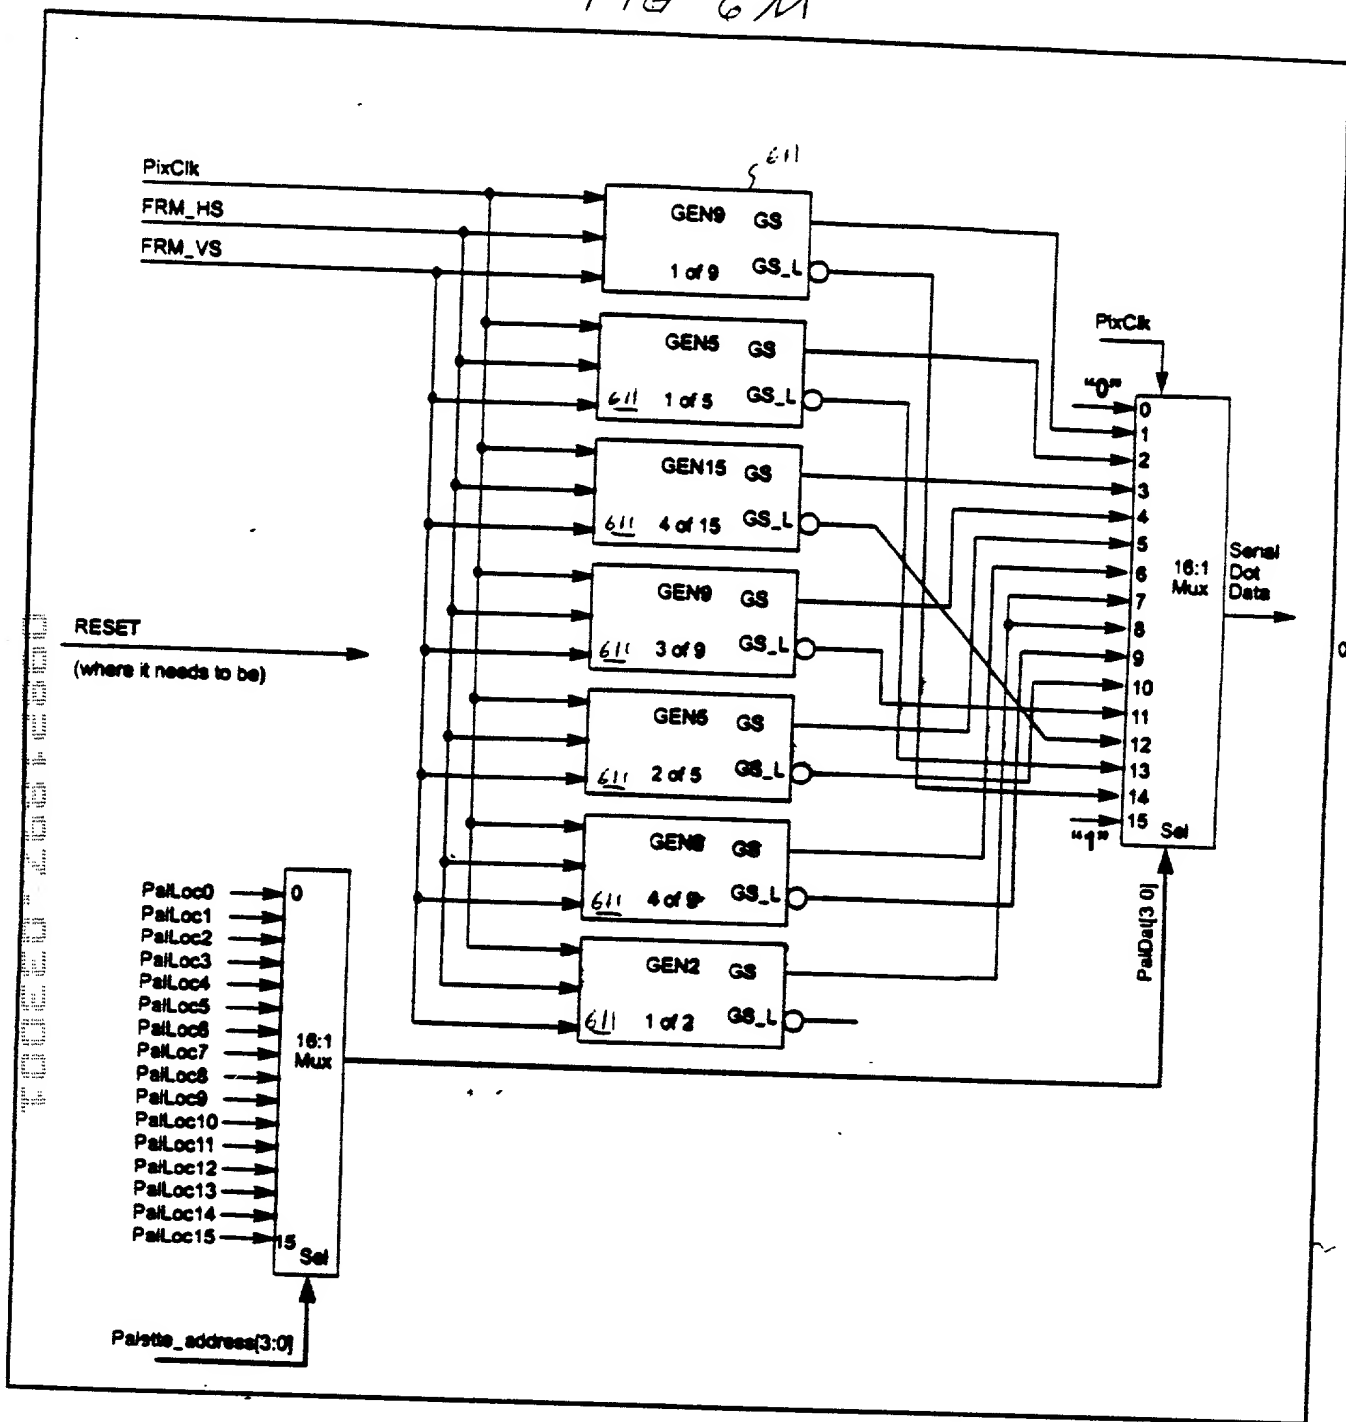 FIG 6M
PixClk
FRM_HS
FRM_VS
611
GEN9 GS
1 of 9 GS_L
GEN5 GS
611 1 of 5 GS_L
GEN15 GS
611 4 of 15 GS_L
GEN9 GS
611 3 of 9 GS_L
GEN5 GS
611 2 of 5 GS_L
GS
611 4 of 9 GS_L
GEN2 GS
611 1 of 2 GS_L
RESET
(where it needs to be)
PixClk
"0"
0
1
2
3
4
5
6
7
8
9
10
11
12
13
14
15
"1"
16:1
Mux
Sel
Serial
Dot
Data
PalDat[3 0]
PalLoc0
PalLoc1
PalLoc2
PalLoc3
PalLoc4
PalLoc5
PalLoc6
PalLoc7
PalLoc8
PalLoc9
PalLoc10
PalLoc11
PalLoc12
PalLoc13
PalLoc14
PalLoc15
0
16:1
Mux
15
Sel
Palette_address[3:0]